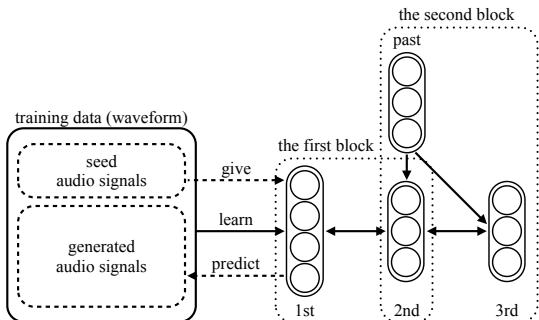 the second block
past
training data (waveform)
the first block
seed
audio signals
give
learn
generated
audio signals
predict
1st
2nd
3rd